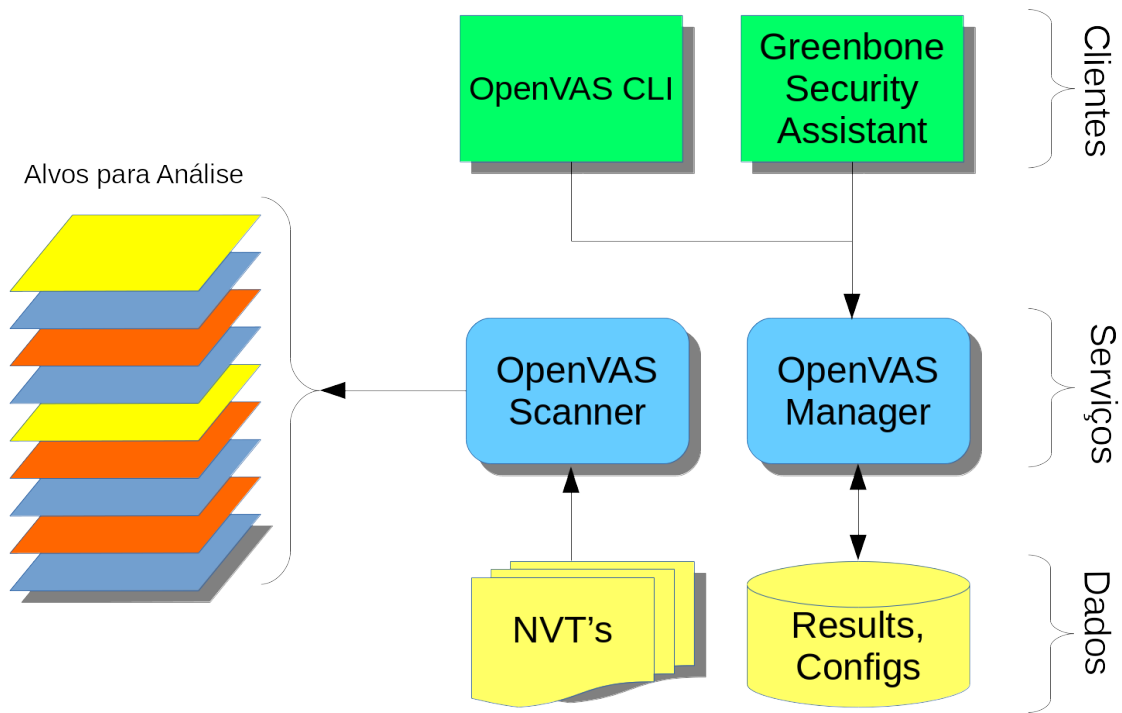 OpenVAS CLI
Greenbone
Security
Assistant
Clientes
Alvos para Análise
OpenVAS
Scanner
OpenVAS
Manager
Serviços
NVT’s
Results,
Configs
Dados